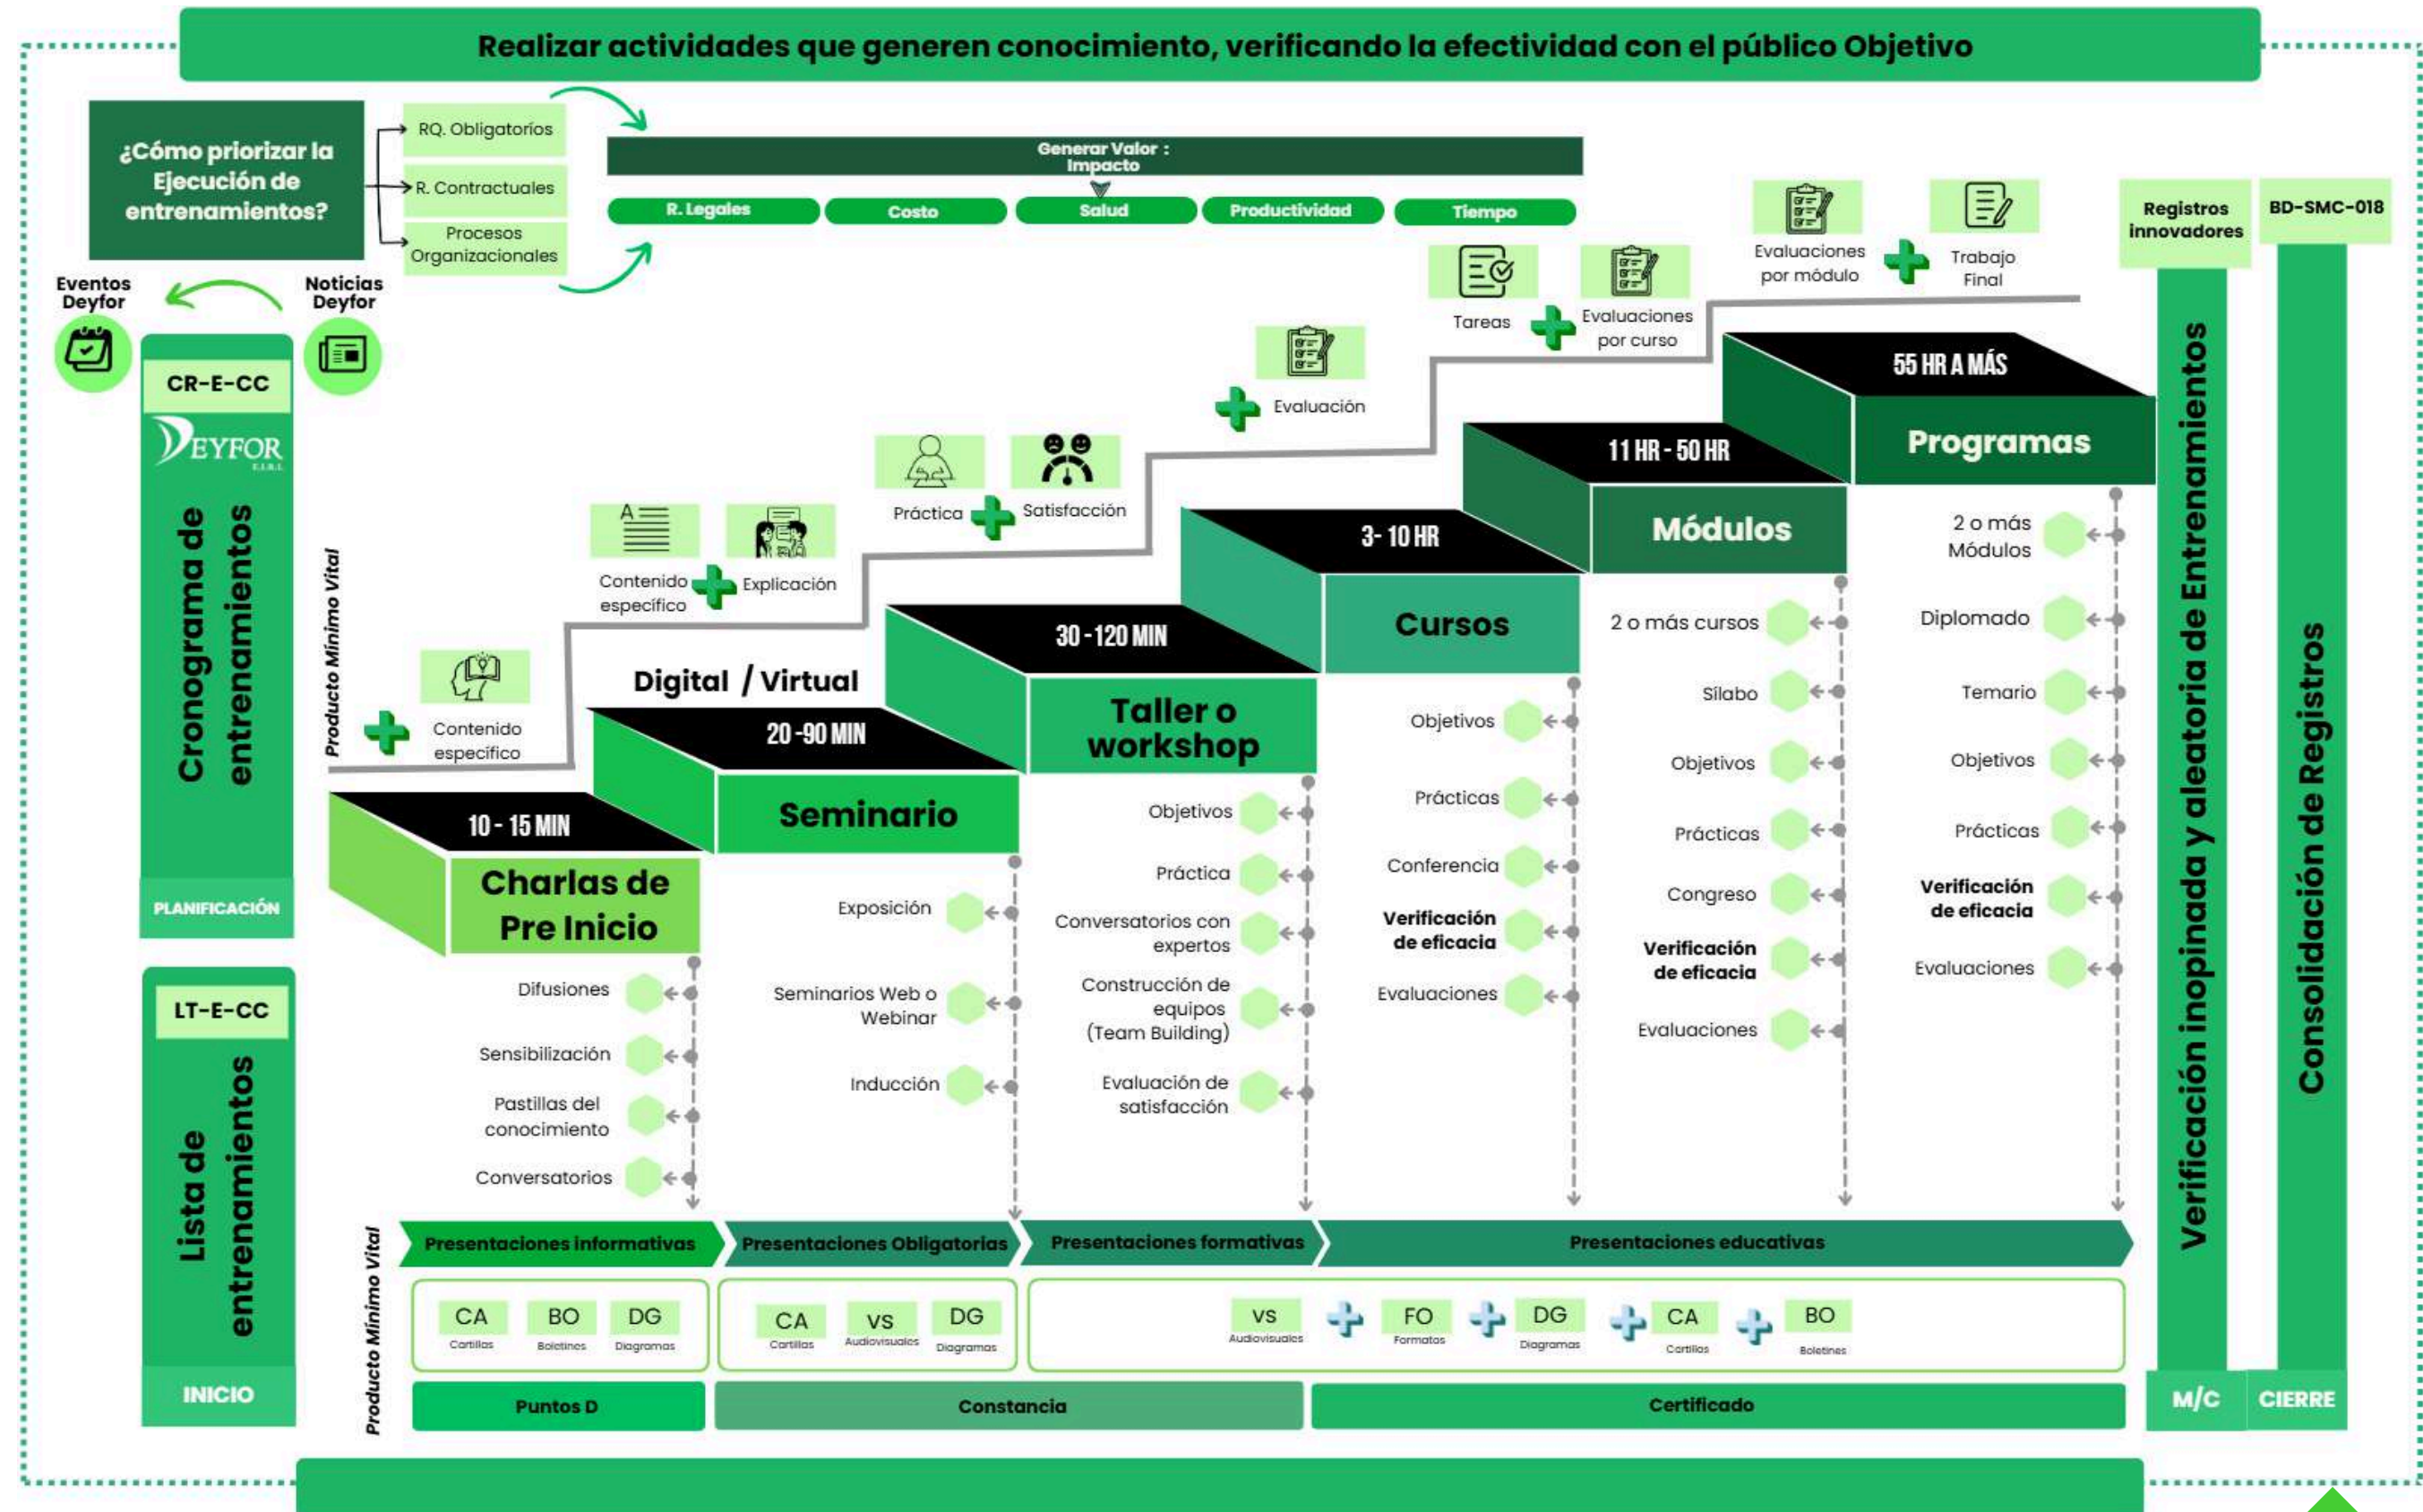 Realizar actividades que generen conocimiento, verificando la efectividad con el público Objetivo
¿Cómo priorizar la
Ejecución de
entrenamientos?
RQ. Obligatoríos
R. Contractuales
Procesos
Organizacionales
Generar Valor :
Impacto
R. Legales
Costo
Salud
Productividad
Tiempo
Eventos
Deyfor
Noticias
Deyfor
CR-E-CC
DEYFOR
E.I.R.L
Cronograma de
entrenamientos
PLANIFICACIÓN
LT-E-CC
Lista de
entrenamientos
INICIO
Producto Mínimo Vital
Contenido
específico
Contenido
específico
Explicación
Práctica
Satisfacción
Evaluación
Tareas
Evaluaciones
por curso
Evaluaciones
por módulo
Trabajo
Final
Digital / Virtual
10 - 15 MIN
Charlas de
Pre Inicio
Difusiones
Sensibilización
Pastillas del
conocimiento
Conversatorios
20 -90 MIN
Seminario
Exposición
Seminarios Web o
Webinar
Inducción
30 -120 MIN
Taller o
workshop
Objetivos
Práctica
Conversatorios con
expertos
Construcción de
equipos
(Team Building)
Evaluación de
satisfacción
3- 10 HR
Cursos
Objetivos
Prácticas
Conferencia
Verificación
de eficacia
Evaluaciones
11 HR - 50 HR
Módulos
2 o más cursos
Sílabo
Objetivos
Prácticas
Congreso
Verificación
de eficacia
Evaluaciones
55 HR A MÁS
Programas
2 o más
Módulos
Diplomado
Temario
Objetivos
Prácticas
Verificación
de eficacia
Evaluaciones
Producto Mínimo Vital
Presentaciones informativas
Presentaciones Obligatorias
Presentaciones formativas
Presentaciones educativas
CA
Cartillas
BO
Boletines
DG
Diagramas
CA
Cartillas
VS
Audiovisuales
DG
Diagramas
VS
Audiovisuales
FO
Formatos
DG
Diagramas
CA
Cartillas
BO
Boletines
Puntos D
Constancia
Certificado
Registros
innovadores
Verificación inopinada y aleatoria de Entrenamientos
M/C
BD-SMC-018
Consolidación de Registros
CIERRE